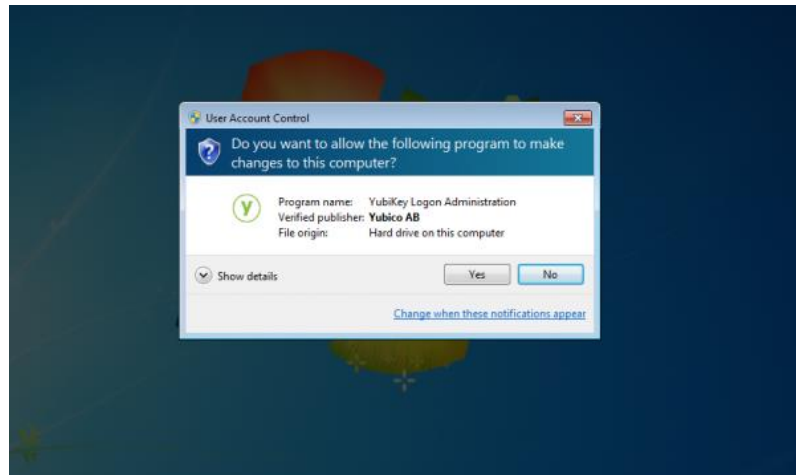 User Account Control
Do you want to allow the following program to make
changes to this computer?
y
Program name: YubiKey Logon Administration
Verified publisher: Yubico AB
File origin: Hard drive on this computer
Show details
Yes
No
Change when these notifications appear